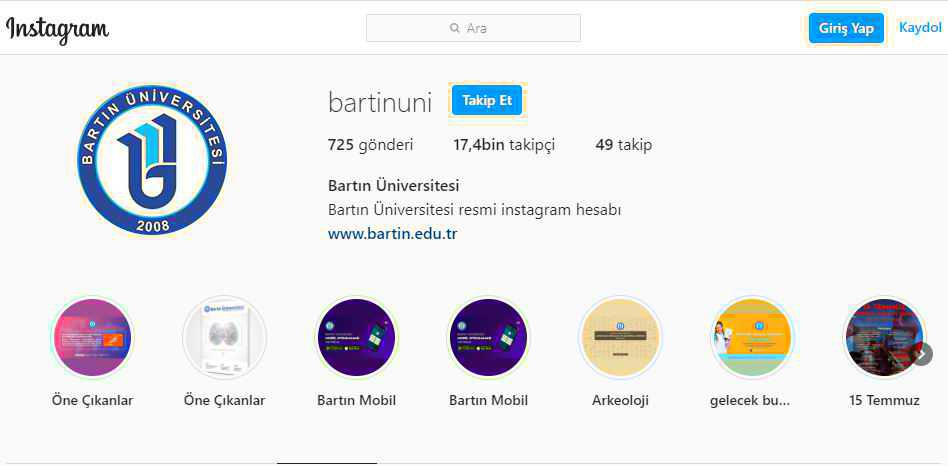 Instagram
Ara
Giriş Yap
Kaydol
BARTIN ÜNİVERSİTESİ
2008
bartinuni
Takip Et
725 gönderi 17,4bin takipçi 49 takip
Bartın Üniversitesi
Bartın Üniversitesi resmi instagram hesabı
www.bartin.edu.tr
Öne Çıkanlar
Öne Çıkanlar
Bartın Mobil
Bartın Mobil
Arkeoloji
gelecek bu...
15 Temmuz